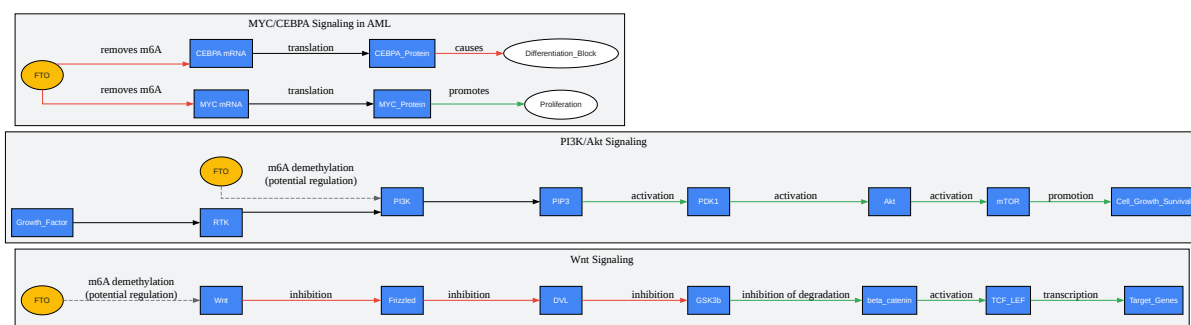 MYC/CEBPA Signaling in AML
removes m6A
translation
causes
CEBPA mRNA
CEBPA_Protein
Differentiation_Block
FTO
removes m6A
translation
promotes
MYC mRNA
MYC_Protein
Proliferation
PI3K/Akt Signaling
FTO
m6A demethylation
(potential regulation)
activation
activation
activation
promotion
PI3K
PIP3
PDK1
Akt
mTOR
Cell_Growth_Survival
Growth_Factor
RTK
Wnt Signaling
m6A demethylation
(potential regulation)
inhibition
inhibition
inhibition
inhibition of degradation
activation
transcription
FTO
Wnt
Frizzled
DVL
GSK3b
beta_catenin
TCF_LEF
Target_Genes